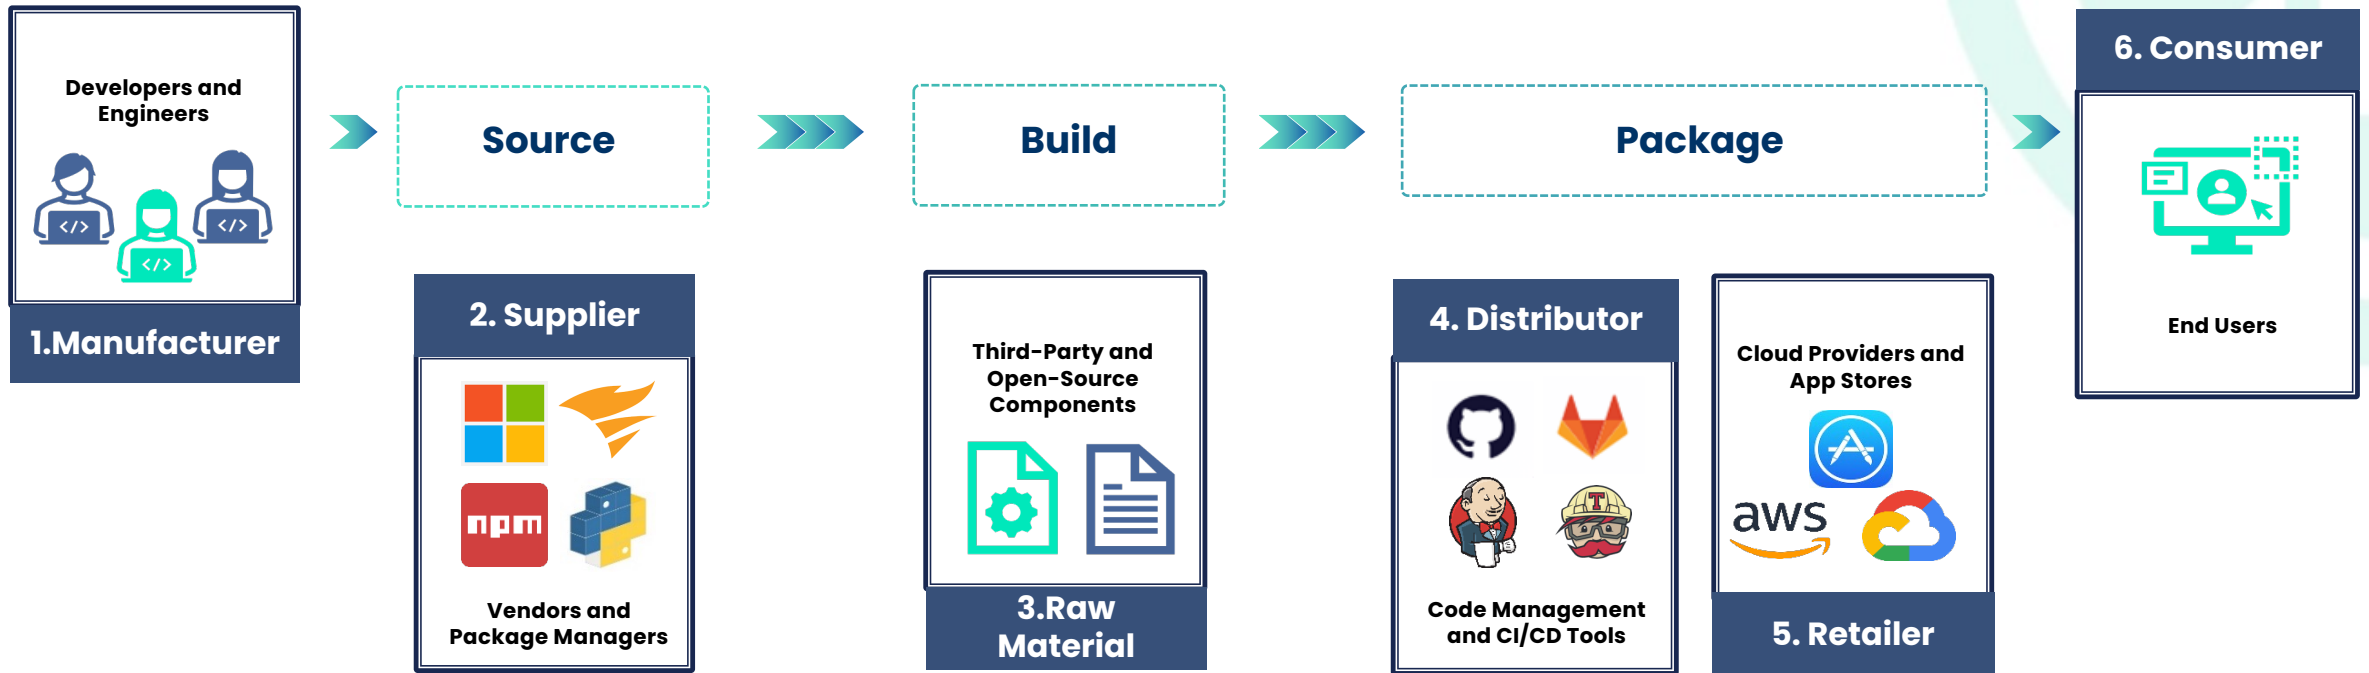 Developers and
Engineers
</>
</>
</>
1.Manufacturer
Source
Build
Package
2. Supplier
npm
Vendors and
Package Managers
Third-Party and
Open-Source
Components
3.Raw
Material
4. Distributor
T
Code Management
and CI/CD Tools
Cloud Providers and
App Stores
aws
5. Retailer
6. Consumer
End Users